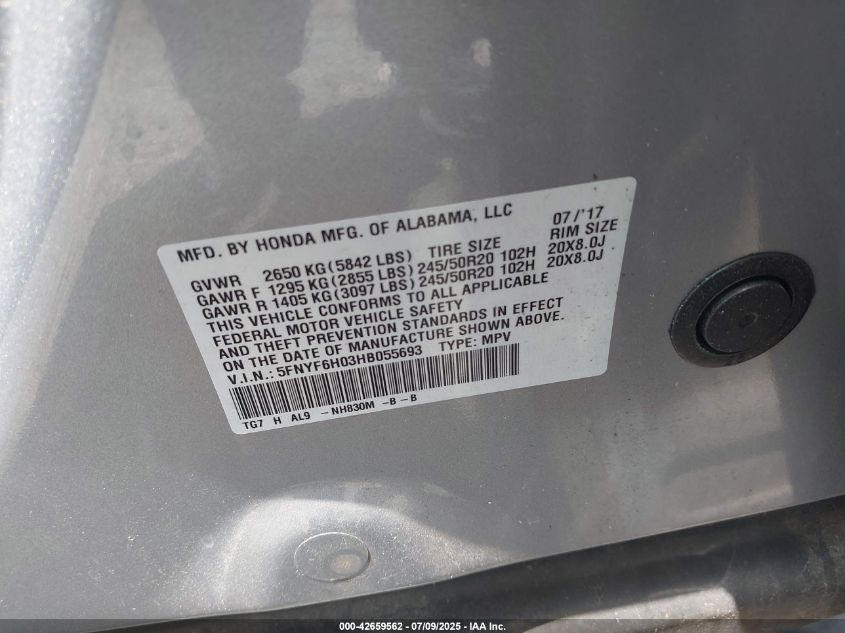 MFD. BY HONDA MFG. OF ALABAMA, LLC 07/'17
GVWR 2650 KG(5842 LBS) TIRE SIZE RIM SIZE
GAWR F 1295 KG(2855 LBS) 245/50R20 102H 20X8.0J
GAWR R 1405 KG(3097 LBS) 245/50R20 102H 20X8.0J
THIS VEHICLE CONFORMS TO ALL APPLICABLE
FEDERAL MOTOR VEHICLE SAFETY
AND THEFT PREVENTION STANDARDS IN EFFECT
ON THE DATE OF MANUFACTURE SHOWN ABOVE.
V.I.N.: 5FNYF6H03HB055693 TYPE: MPV
TG7 H AL9 -NH830M -B -B
000-42659562 - 07/09/2025 - IAA Inc.